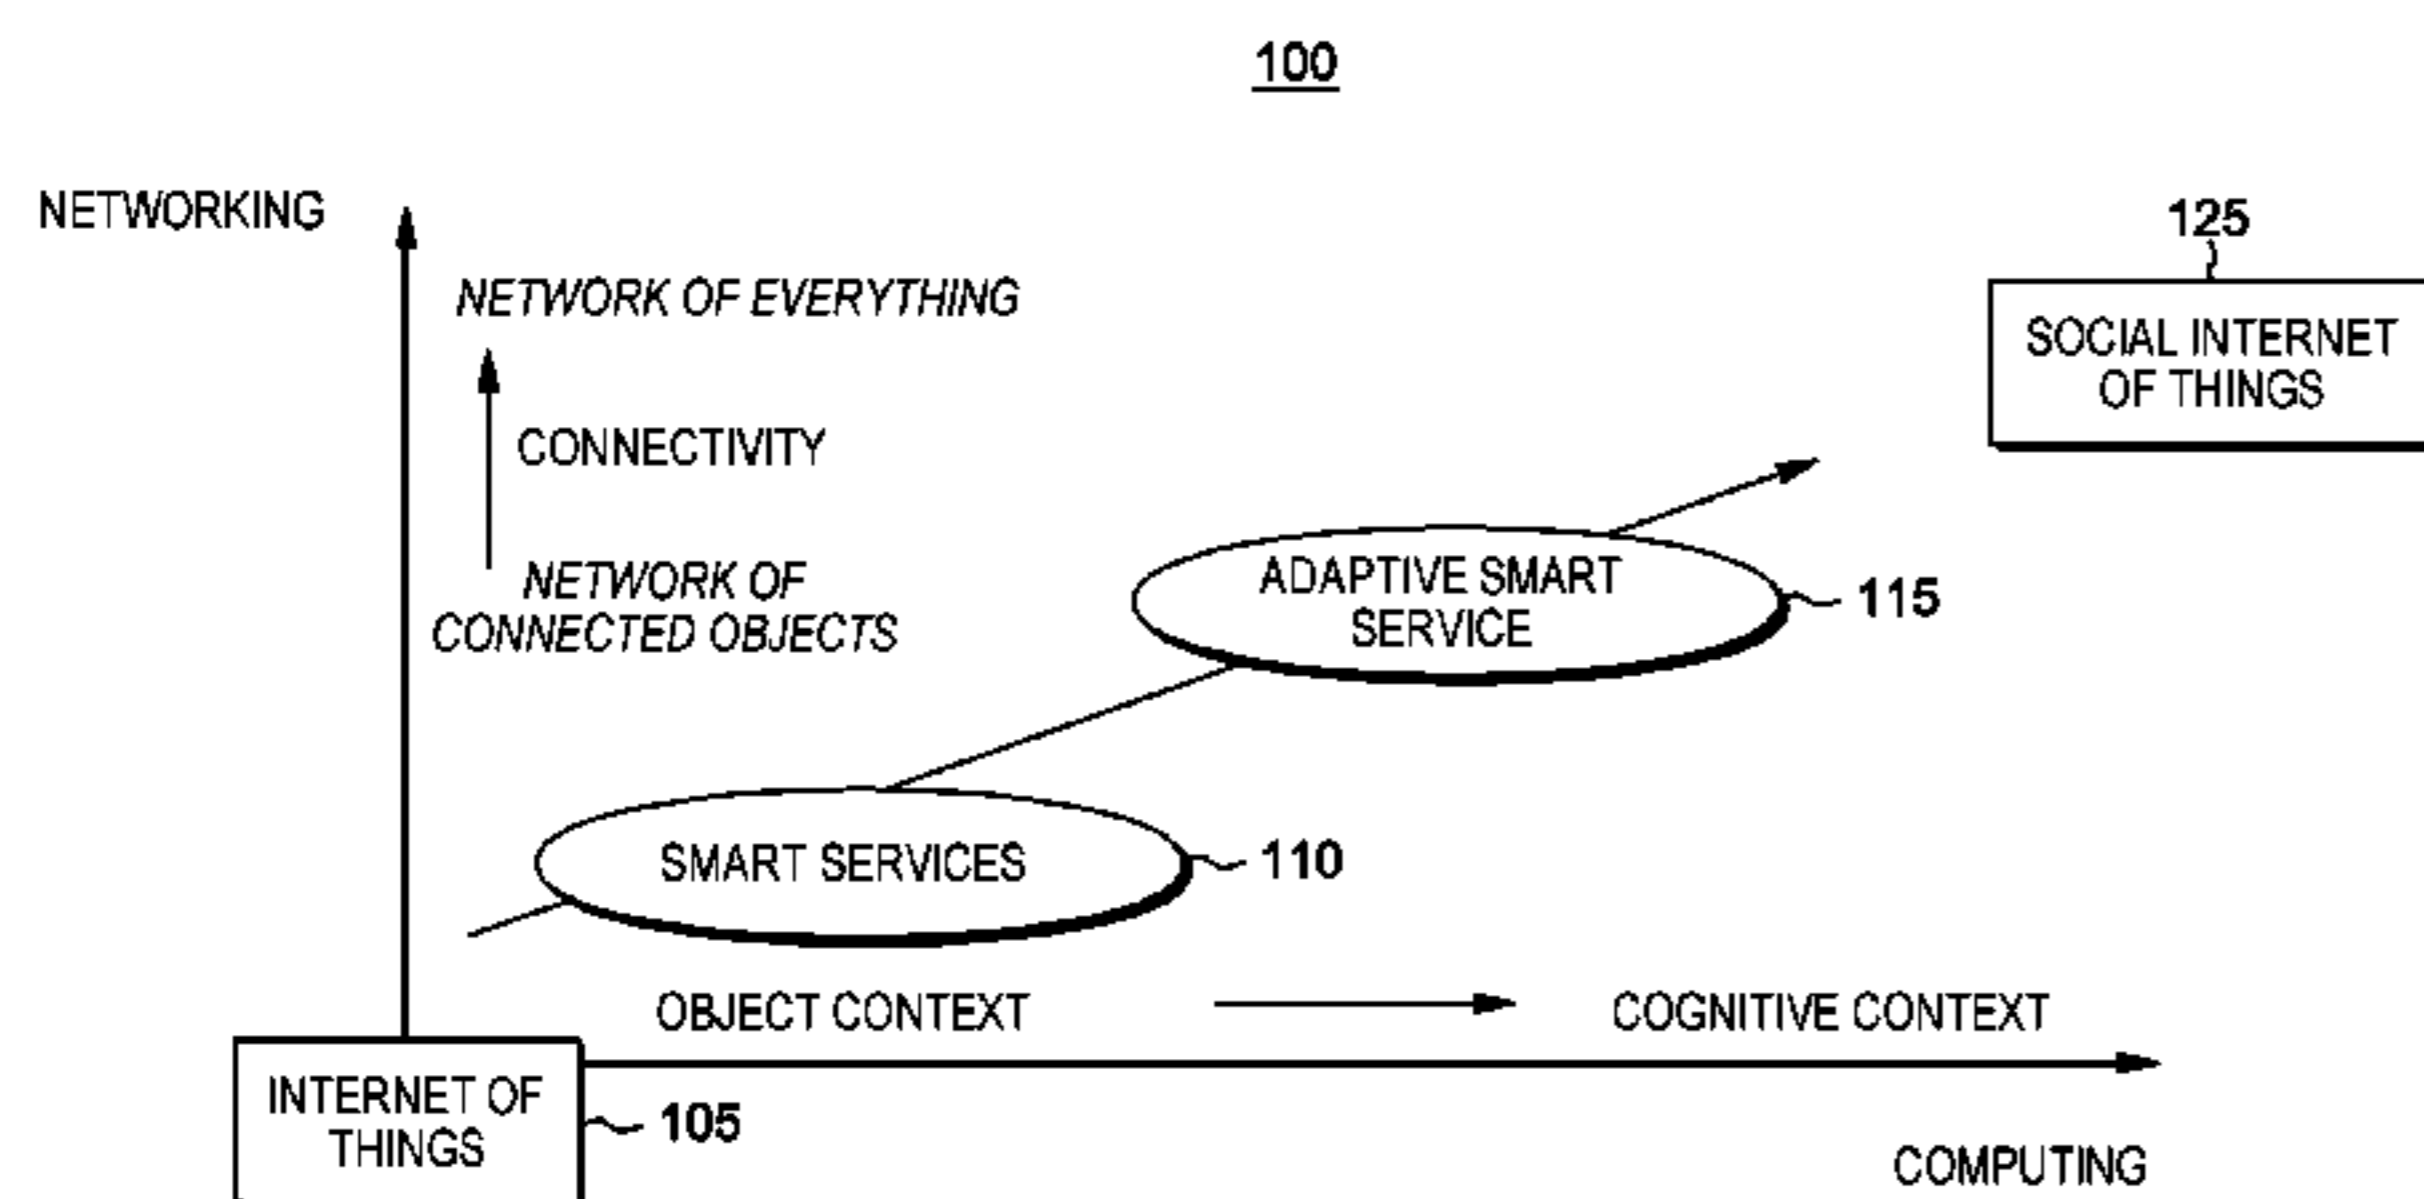 100
NETWORKING
125
NETWORK OF EVERYTHING
SOCIAL INTERNET
OF THINGS
CONNECTIVITY
NETWORK OF
CONNECTED OBJECTS
ADAPTIVE SMART
SERVICE
115
SMART SERVICES
110
OBJECT CONTEXT
COGNITIVE CONTEXT
INTERNET OF
THINGS
105
COMPUTING